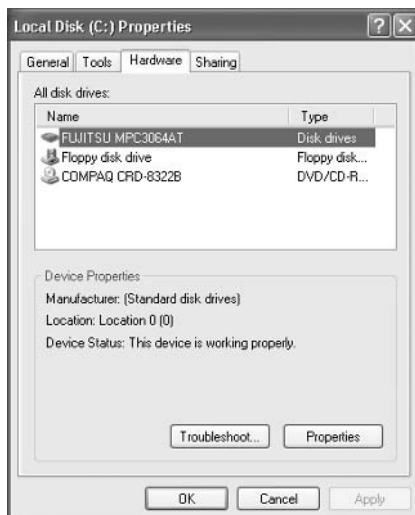 Local Disk (C:) Properties
General Tools Hardware Sharing
All disk drives:
Name Type
FUJITSU MPC3064AT Disk drives
Floppy disk drive Floppy disk...
COMPAQ CRD-8322B DVD/CD-R...
Device Properties
Manufacturer: (Standard disk drives)
Location: Location 0 (0)
Device Status: This device is working properly.
Troubleshoot... Properties
OK Cancel Apply